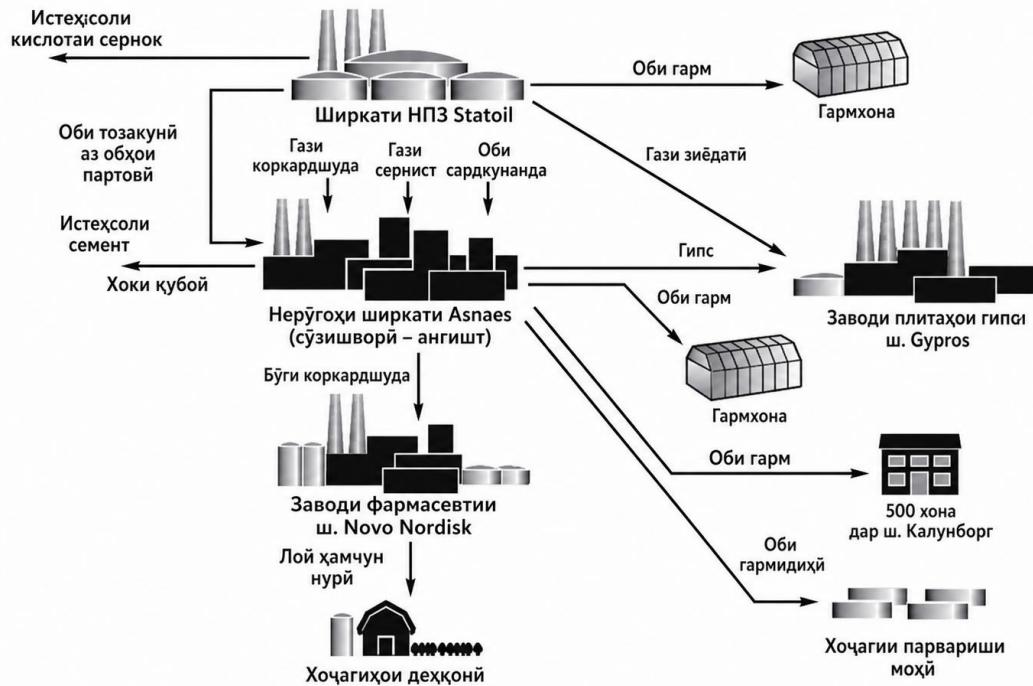 Истеҳсоли
кислотаи сернок
Оби гарм
Гармхона
Ширкати НПЗ Statoil
Оби тозакунӣ
аз обҳои
партовӣ
Гази
коркардшуда
Гази
сернист
Оби
сардкунанда
Гази зиёдатӣ
Истеҳсоли
семент
Хоки қубой
Гипс
Оби гарм
Нерӯгоҳи ширкати Asnaes
(сӯзишворӣ – ангишт)
Заводи плитаҳои гипси
ш. Gypros
Бӯги коркардшуда
Гармхона
Оби гарм
500 хона
дар ш. Калунборг
Заводи фармасевтии
ш. Novo Nordisk
Лой ҳамчун
нурӣ
Оби
гармидиҳӣ
Хоҷагиҳои деҳқонӣ
Хоҷагии парвариши
моҳӣ